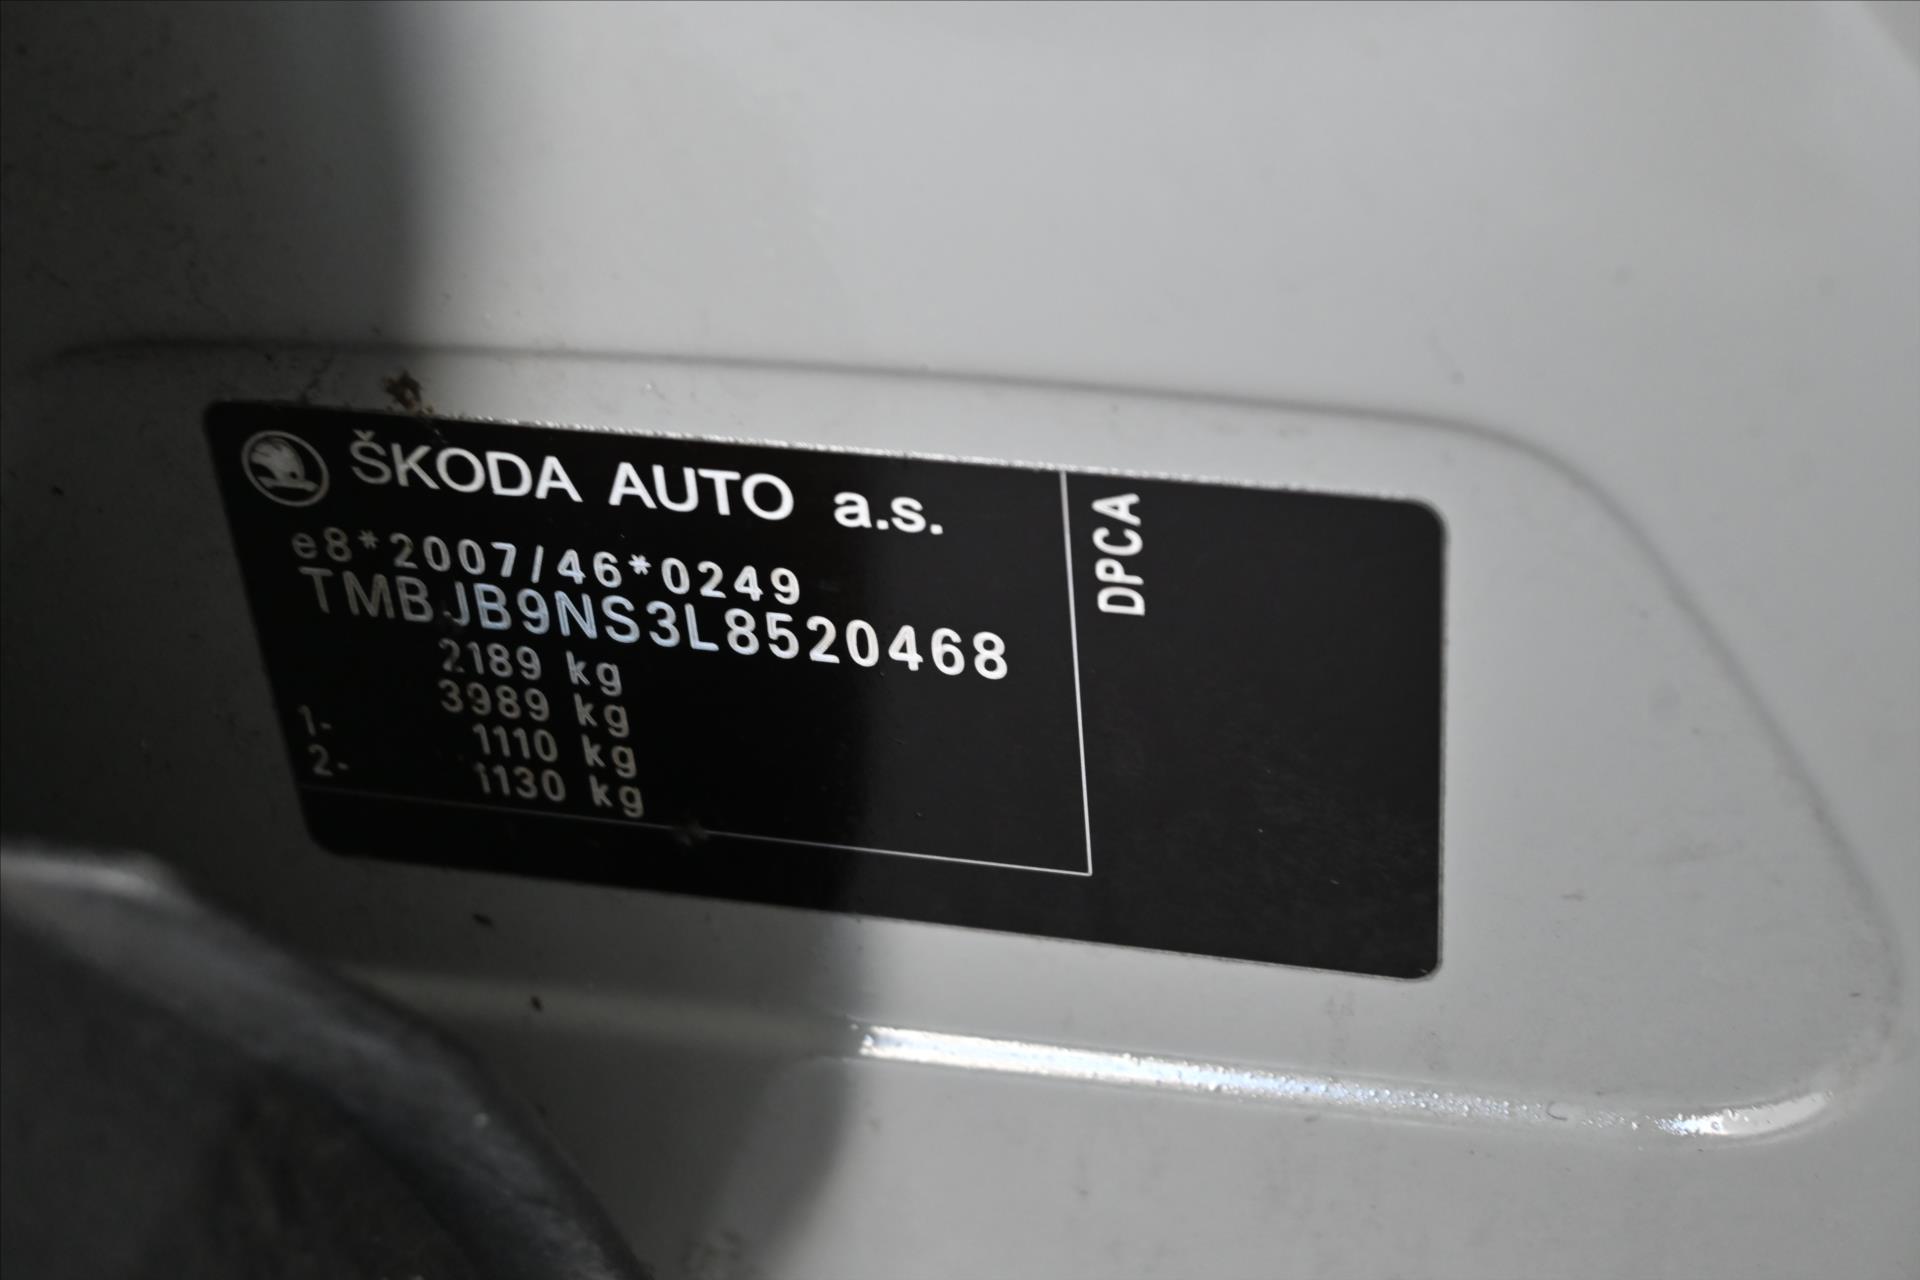 ŠKODA AUTO a.s.
e8*2007/46*0249
TMBJB9NS3L8520468
2189 kg
3989 kg
1- 1110 kg
2- 1130 kg
DPCA